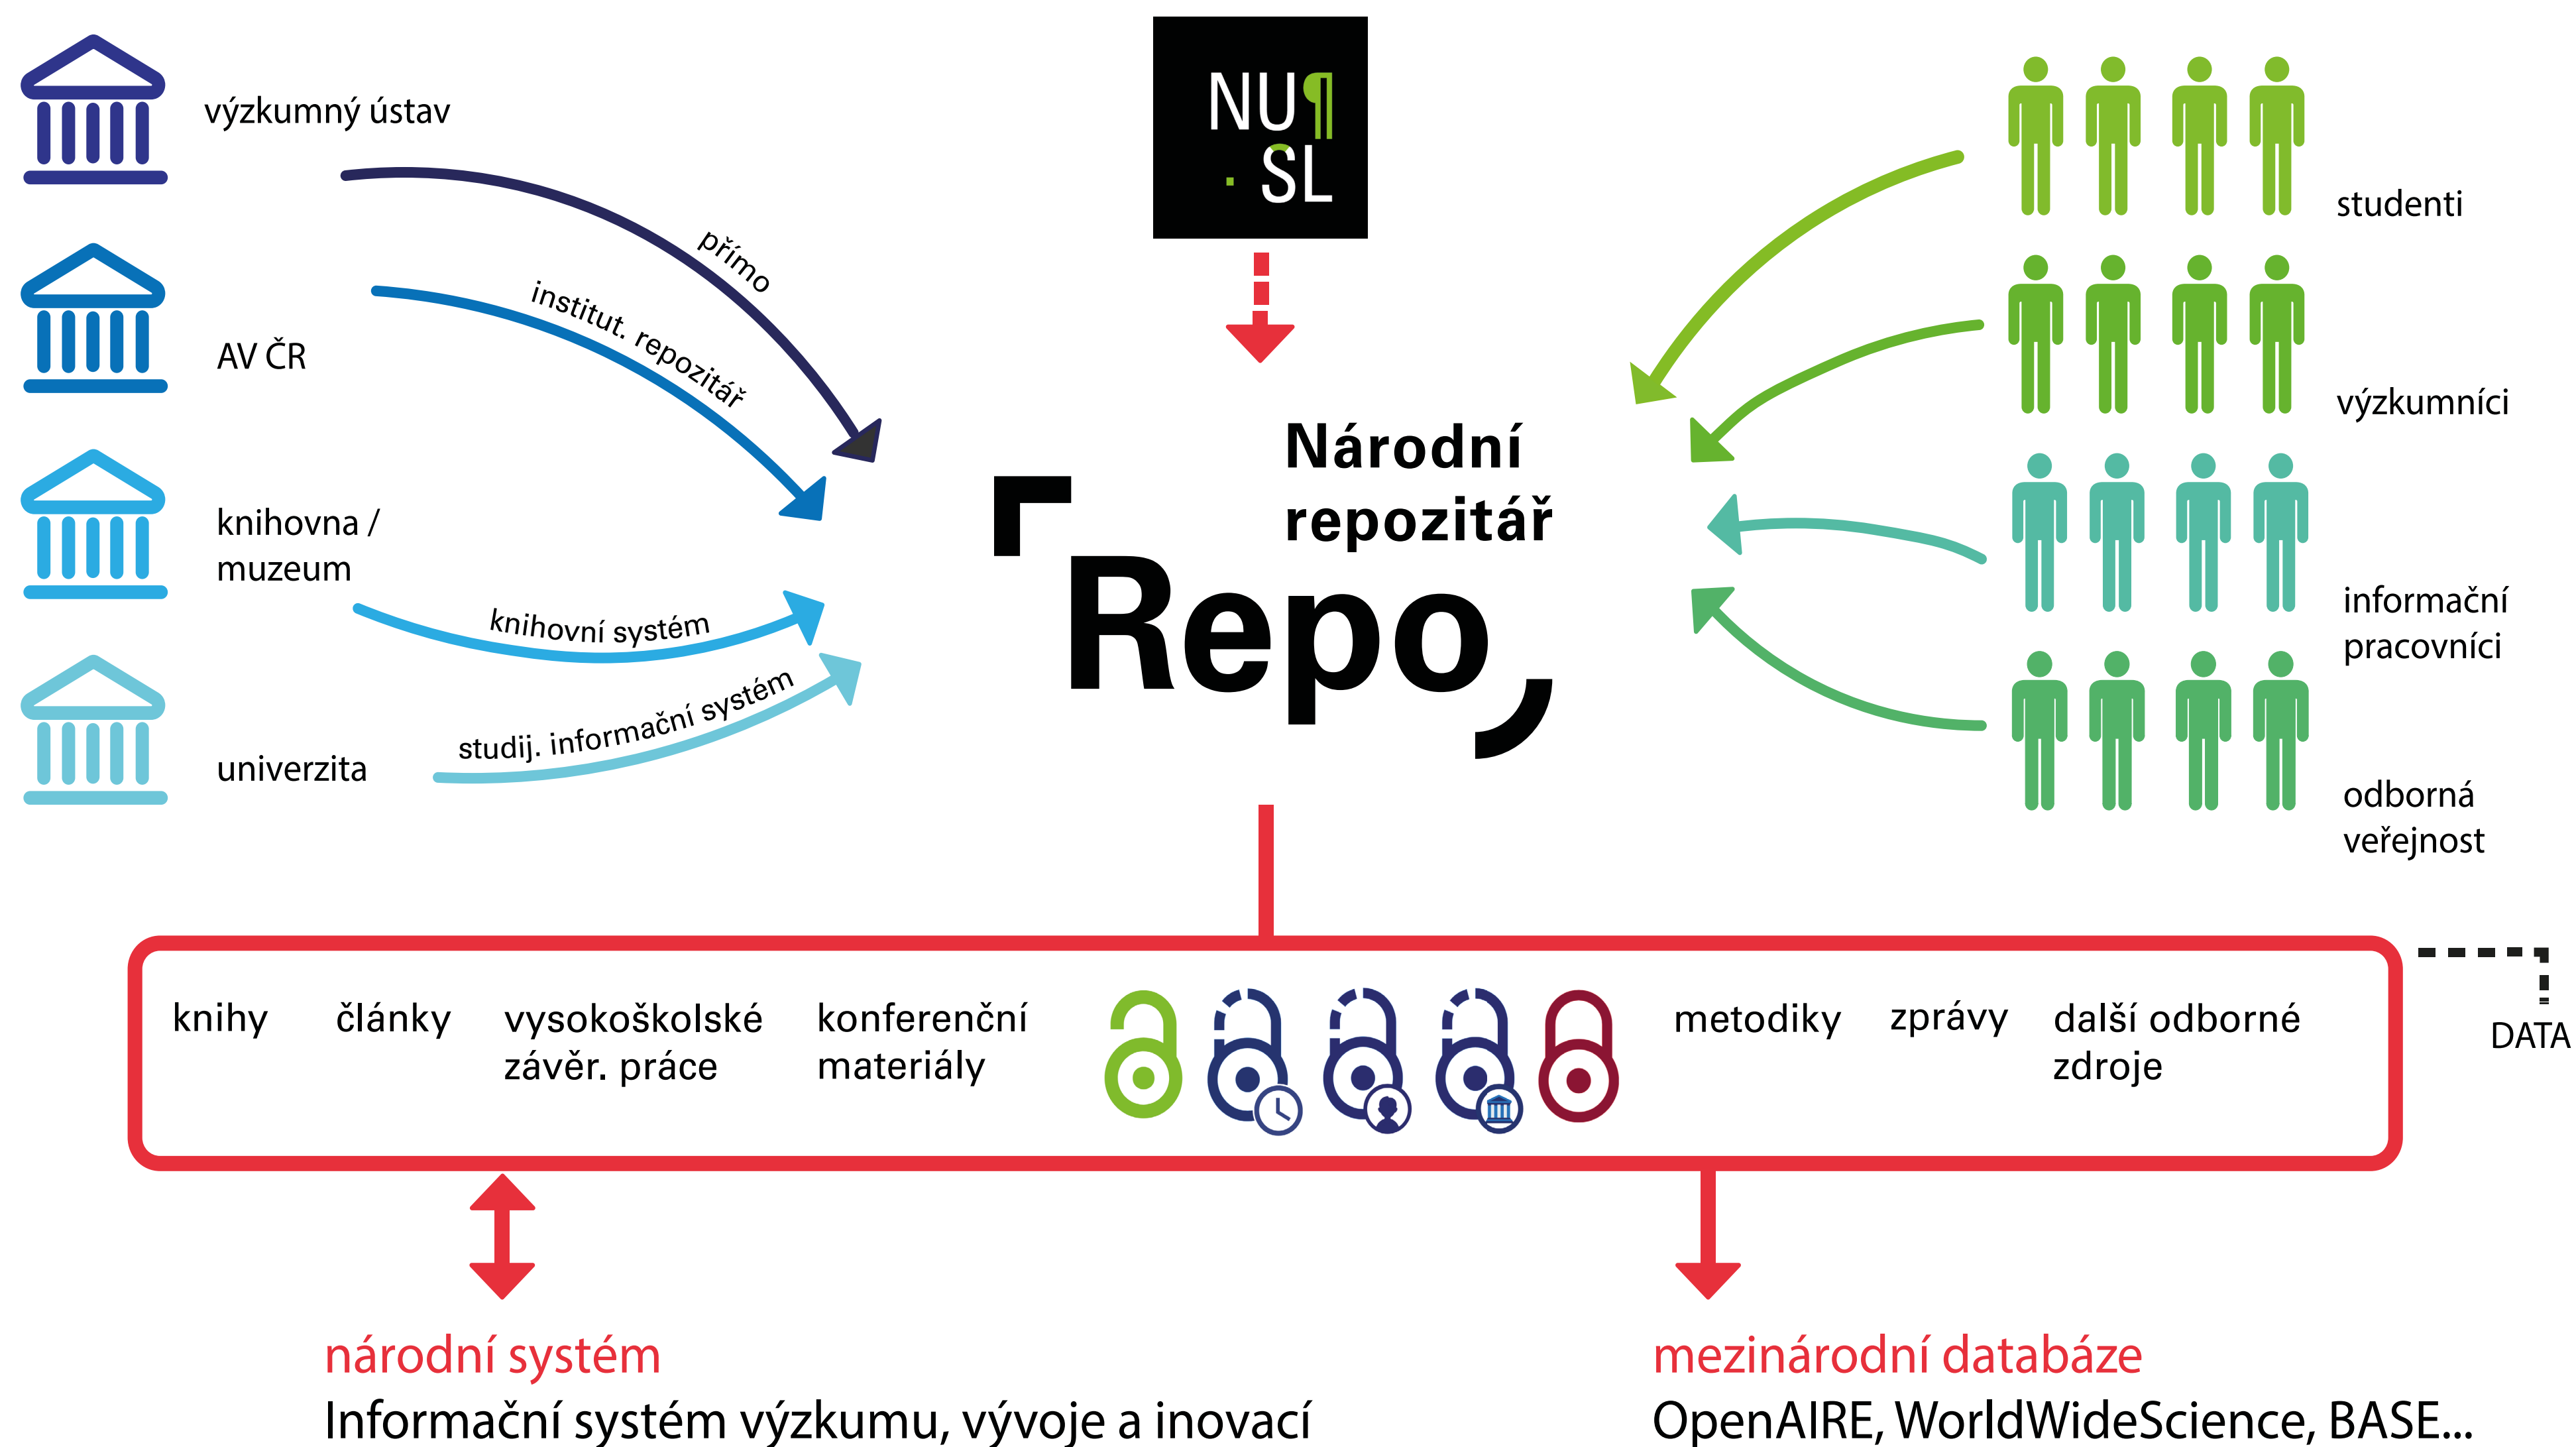 výzkumný ústav
přímo
AV ČR
institut. repozitář
knihovna /
muzeum
knihovní systém
univerzita
studij. informační systém
NU
SL
Národní
repozitář
Repo
studenti
výzkumníci
informační
pracovníci
odborná
veřejnost
knihy
články
vysokoškolské
závěr. práce
konferenční
materiály
metodiky
zprávy
další odborné
zdroje
DATA
národní systém
Informační systém výzkumu, vývoje a inovací
mezinárodní databáze
OpenAIRE, WorldWideScience, BASE...